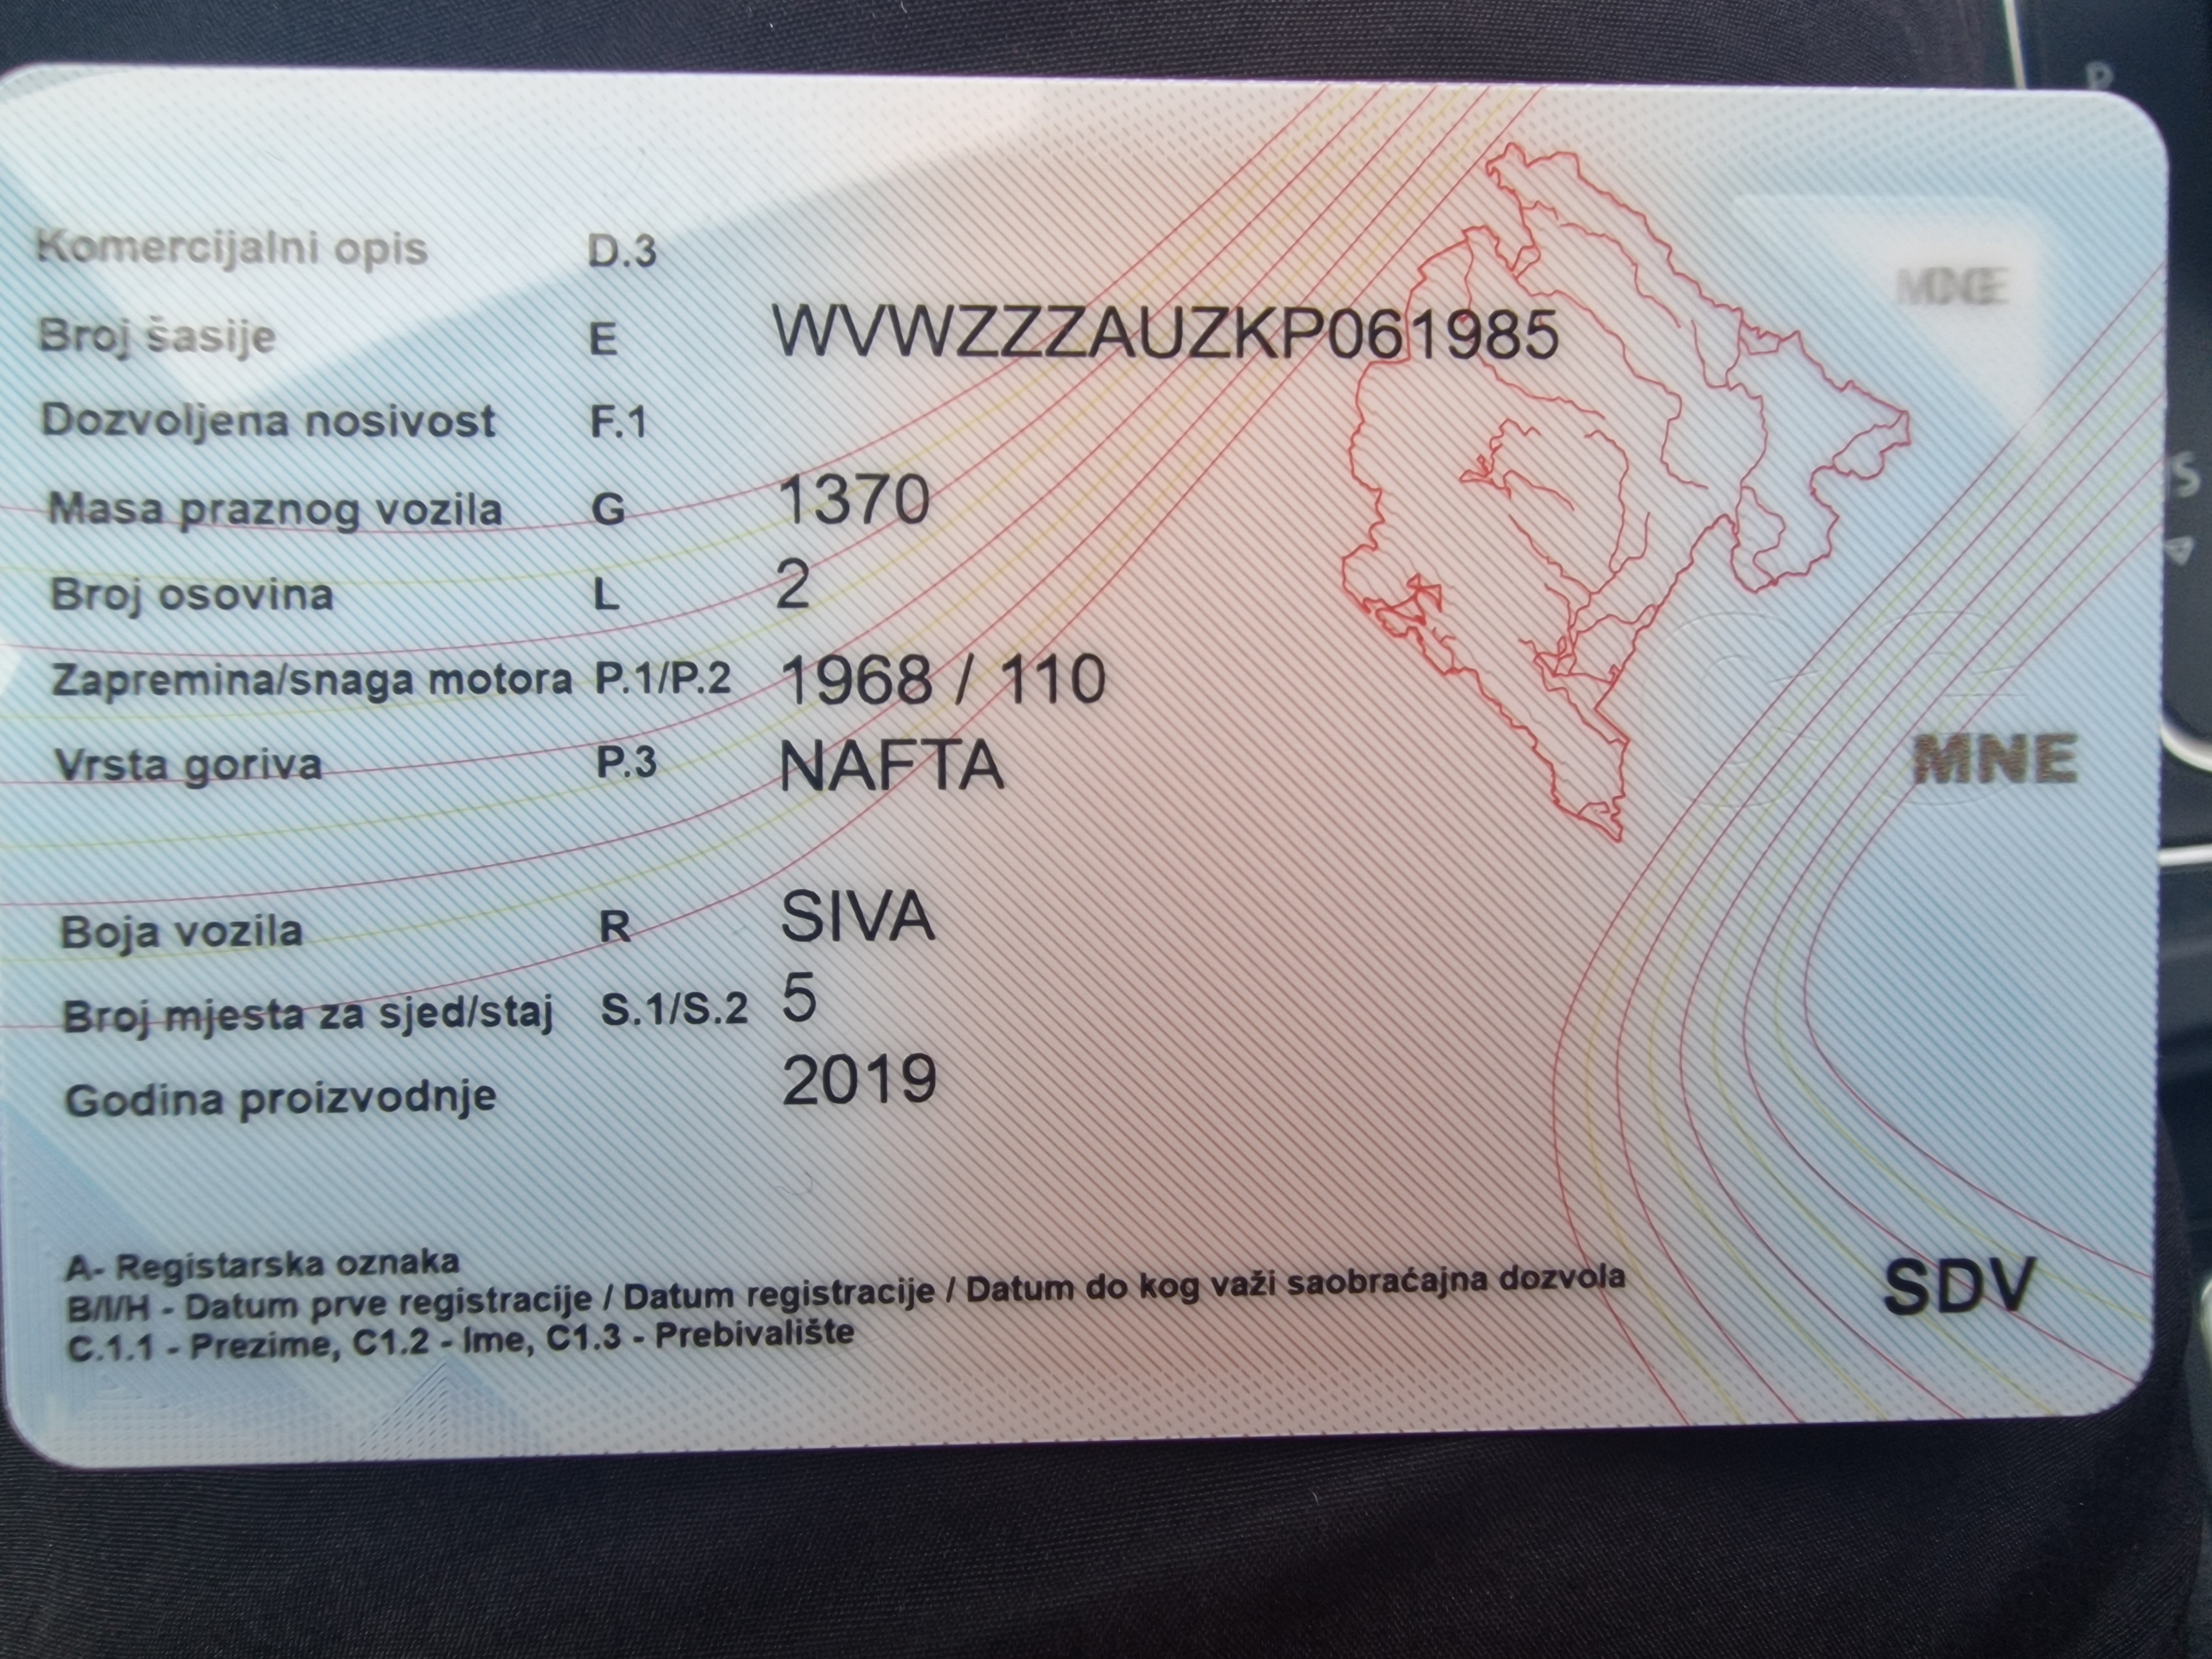 Komercijalni opis D.3
MNE
Broj šasije E WVWZZZAUZKP061985
Dozvoljena nosivost F.1
Masa praznog vozila G 1370
Broj osovina L 2
Zapremina/snaga motora P.1/P.2 1968 / 110
Vrsta goriva P.3 NAFTA
MNE
Boja vozila R SIVA
Broj mjesta za sjed/staj S.1/S.2 5
Godina proizvodnje 2019
A- Registarska oznaka
B/I/H - Datum prve registracije / Datum registracije / Datum do kog važi saobraćajna dozvola
C.1.1 - Prezime, C1.2 - Ime, C1.3 - Prebivalište
SDV
P